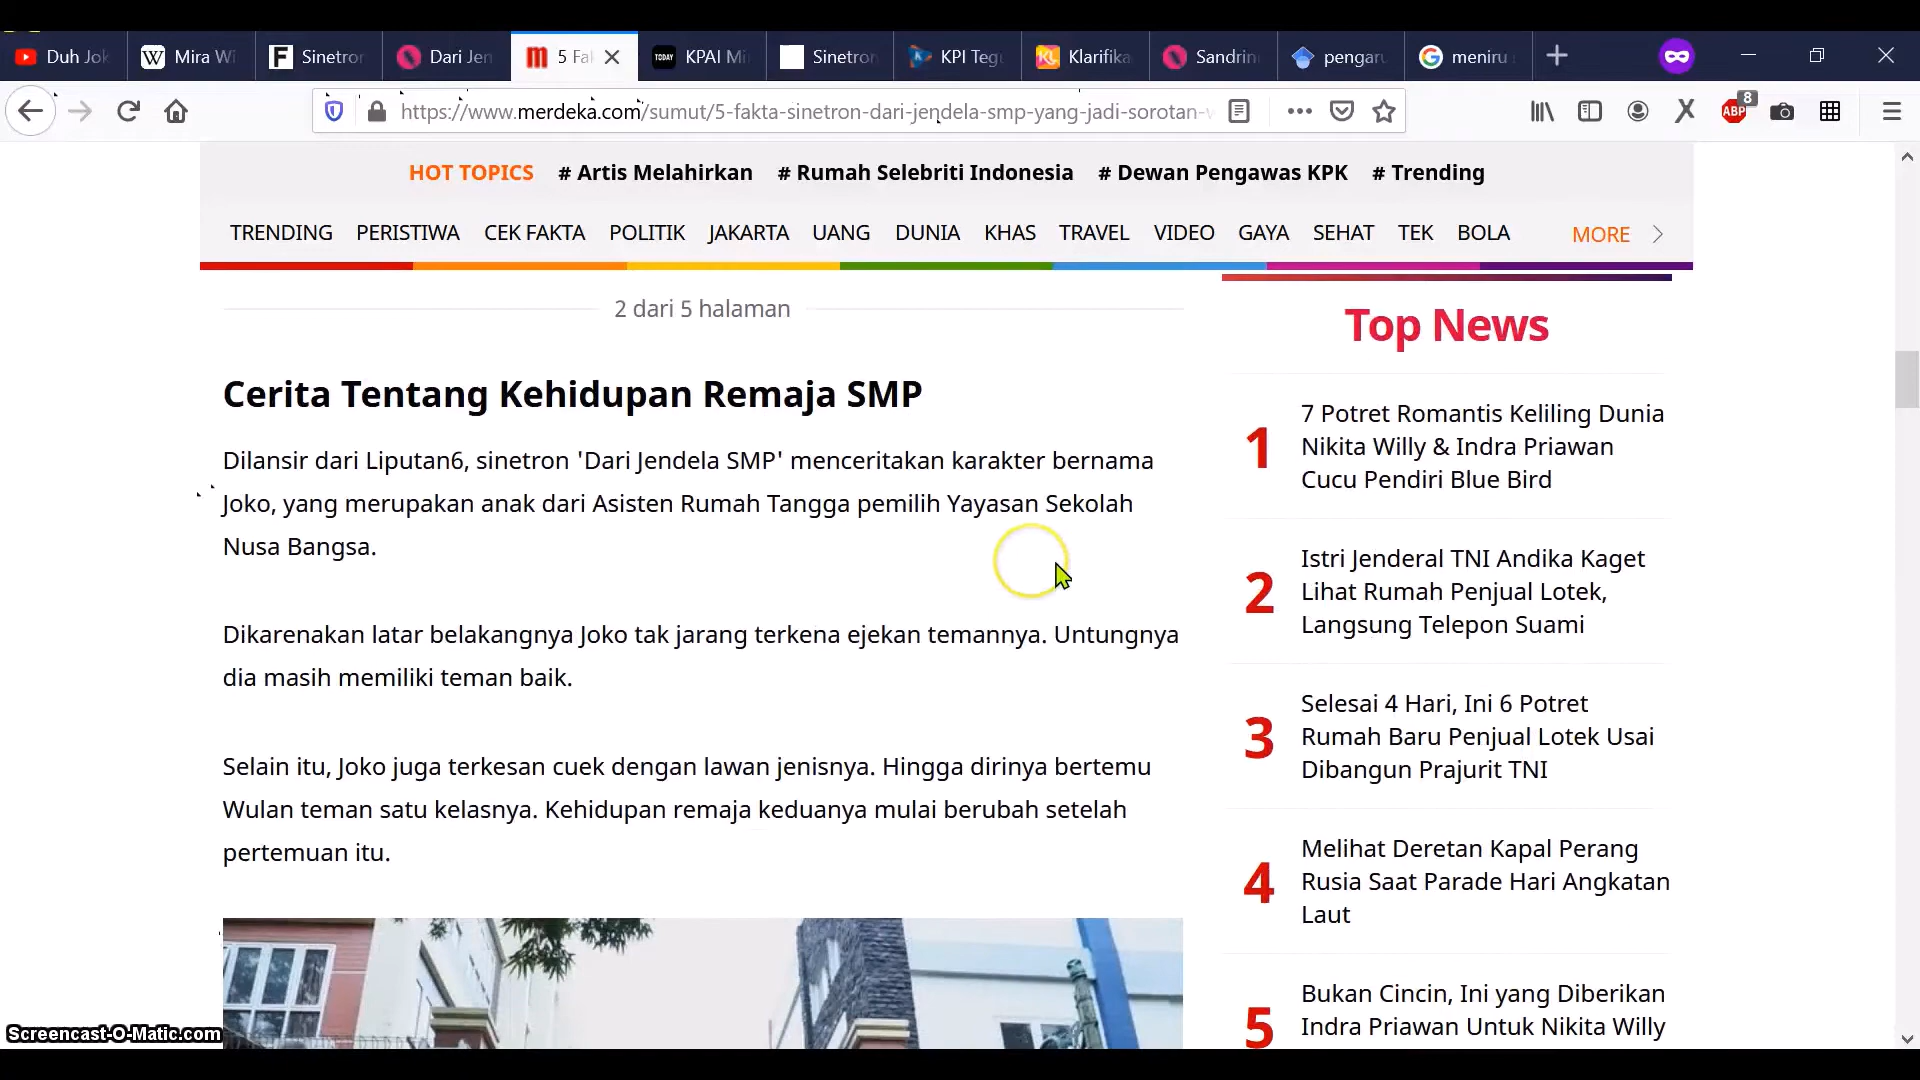 Duh Jok
Mira Wi
Sinetron
Dari Jen
5 Fak
KPAI Mi
Sinetron
KPI Tegu
Klarifika
Sandrin
pengaru
meniru s
https://www.merdeka.com/sumut/5-fakta-sinetron-dari-jendela-smp-yang-jadi-sorotan-w
ABP
8
HOT TOPICS # Artis Melahirkan # Rumah Selebriti Indonesia # Dewan Pengawas KPK # Trending
TRENDING PERISTIWA CEK FAKTA POLITIK JAKARTA UANG DUNIA KHAS TRAVEL VIDEO GAYA SEHAT TEK BOLA MORE
2 dari 5 halaman
Cerita Tentang Kehidupan Remaja SMP
Dilansir dari Liputan6, sinetron 'Dari Jendela SMP' menceritakan karakter bernama
Joko, yang merupakan anak dari Asisten Rumah Tangga pemilih Yayasan Sekolah
Nusa Bangsa.
Dikarenakan latar belakangnya Joko tak jarang terkena ejekan temannya. Untungnya
dia masih memiliki teman baik.
Selain itu, Joko juga terkesan cuek dengan lawan jenisnya. Hingga dirinya bertemu
Wulan teman satu kelasnya. Kehidupan remaja keduanya mulai berubah setelah
pertemuan itu.
Top News
1
7 Potret Romantis Keliling Dunia
Nikita Willy & Indra Priawan
Cucu Pendiri Blue Bird
2
Istri Jenderal TNI Andika Kaget
Lihat Rumah Penjual Lotek,
Langsung Telepon Suami
3
Selesai 4 Hari, Ini 6 Potret
Rumah Baru Penjual Lotek Usai
Dibangun Prajurit TNI
4
Melihat Deretan Kapal Perang
Rusia Saat Parade Hari Angkatan
Laut
5
Bukan Cincin, Ini yang Diberikan
Indra Priawan Untuk Nikita Willy
Screencast-O-Matic.com